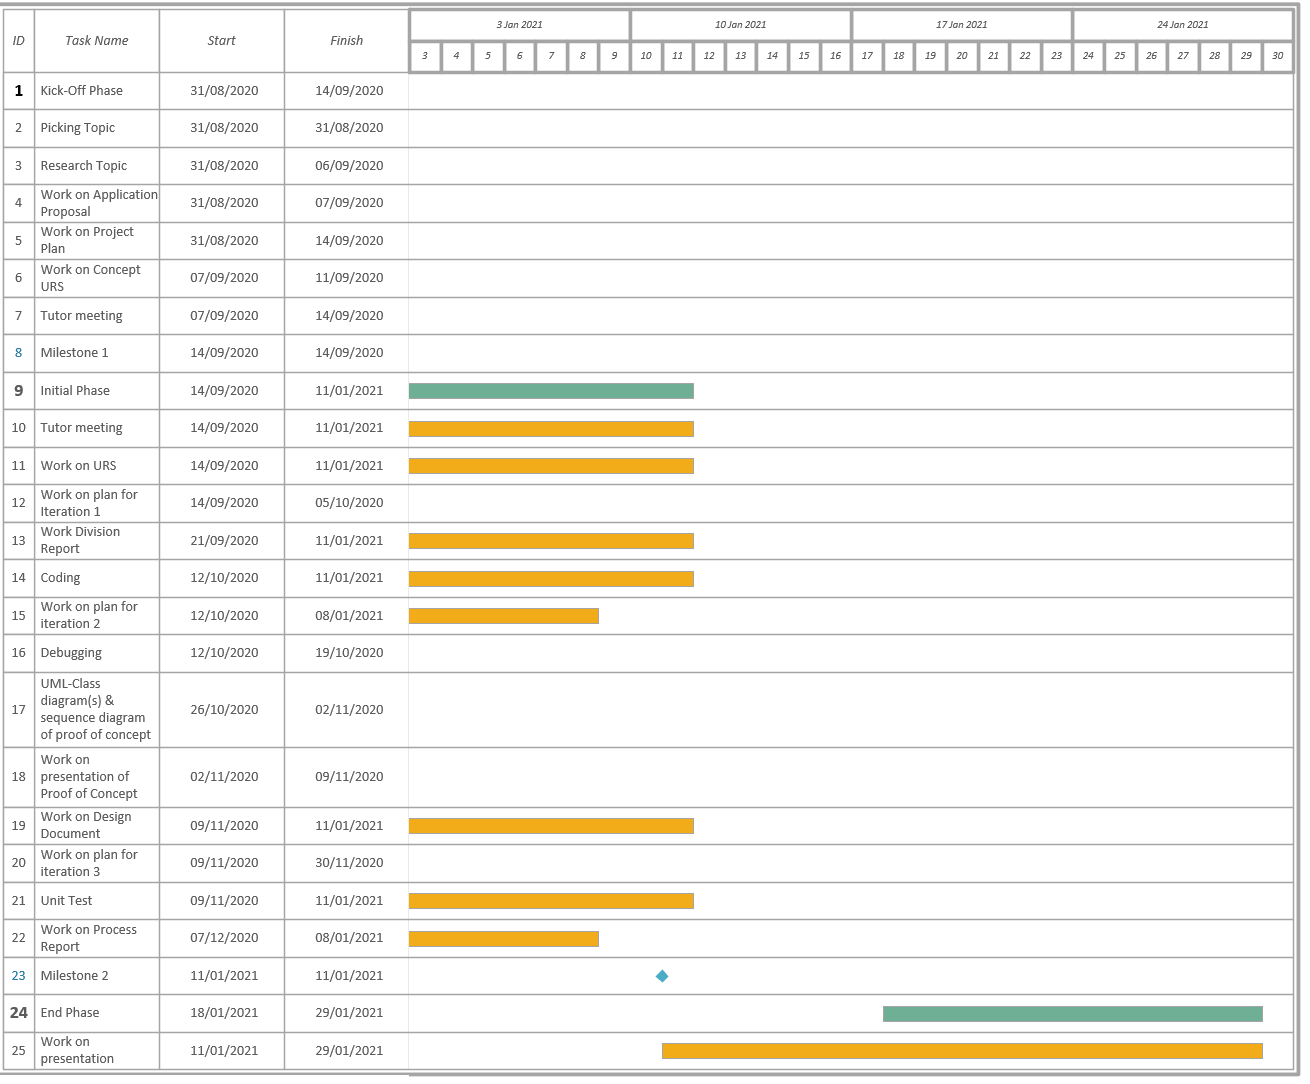 ID Task Name Start Finish 3 Jan 2021 10 Jan 2021 17 Jan 2021 24 Jan 2021
3 4 5 6 7 8 9 10 11 12 13 14 15 16 17 18 19 20 21 22 23 24 25 26 27 28 29 30
1 Kick-Off Phase 31/08/2020 14/09/2020
2 Picking Topic 31/08/2020 31/08/2020
3 Research Topic 31/08/2020 06/09/2020
4 Work on Application 31/08/2020 07/09/2020
Proposal
5 Work on Project 31/08/2020 14/09/2020
Plan
6 Work on Concept 07/09/2020 11/09/2020
URS
7 Tutor meeting 07/09/2020 14/09/2020
8 Milestone 1 14/09/2020 14/09/2020
9 Initial Phase 14/09/2020 11/01/2021
10 Tutor meeting 14/09/2020 11/01/2021
11 Work on URS 14/09/2020 11/01/2021
12 Work on plan for 14/09/2020 05/10/2020
Iteration 1
13 Work Division 21/09/2020 11/01/2021
Report
14 Coding 12/10/2020 11/01/2021
15 Work on plan for 12/10/2020 08/01/2021
iteration 2
16 Debugging 12/10/2020 19/10/2020
17 UML-Class 26/10/2020 02/11/2020
diagram(s) &
sequence diagram
of proof of concept
18 Work on 02/11/2020 09/11/2020
presentation of
Proof of Concept
19 Work on Design 09/11/2020 11/01/2021
Document
20 Work on plan for 09/11/2020 30/11/2020
iteration 3
21 Unit Test 09/11/2020 11/01/2021
22 Work on Process 07/12/2020 08/01/2021
Report
23 Milestone 2 11/01/2021 11/01/2021
24 End Phase 18/01/2021 29/01/2021
25 Work on 11/01/2021 29/01/2021
presentation